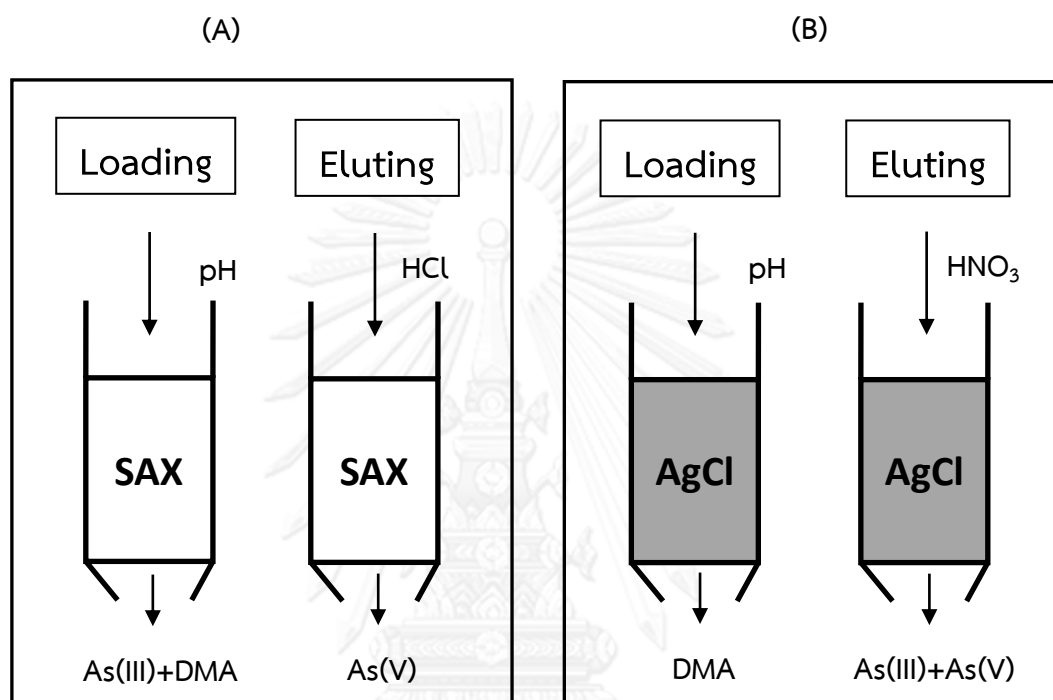 (A)
(B)
Loading
Eluting
Loading
Eluting
pH
HCl
pH
HNO₃
SAX
SAX
AgCl
AgCl
As(III)+DMA
As(V)
DMA
As(III)+As(V)